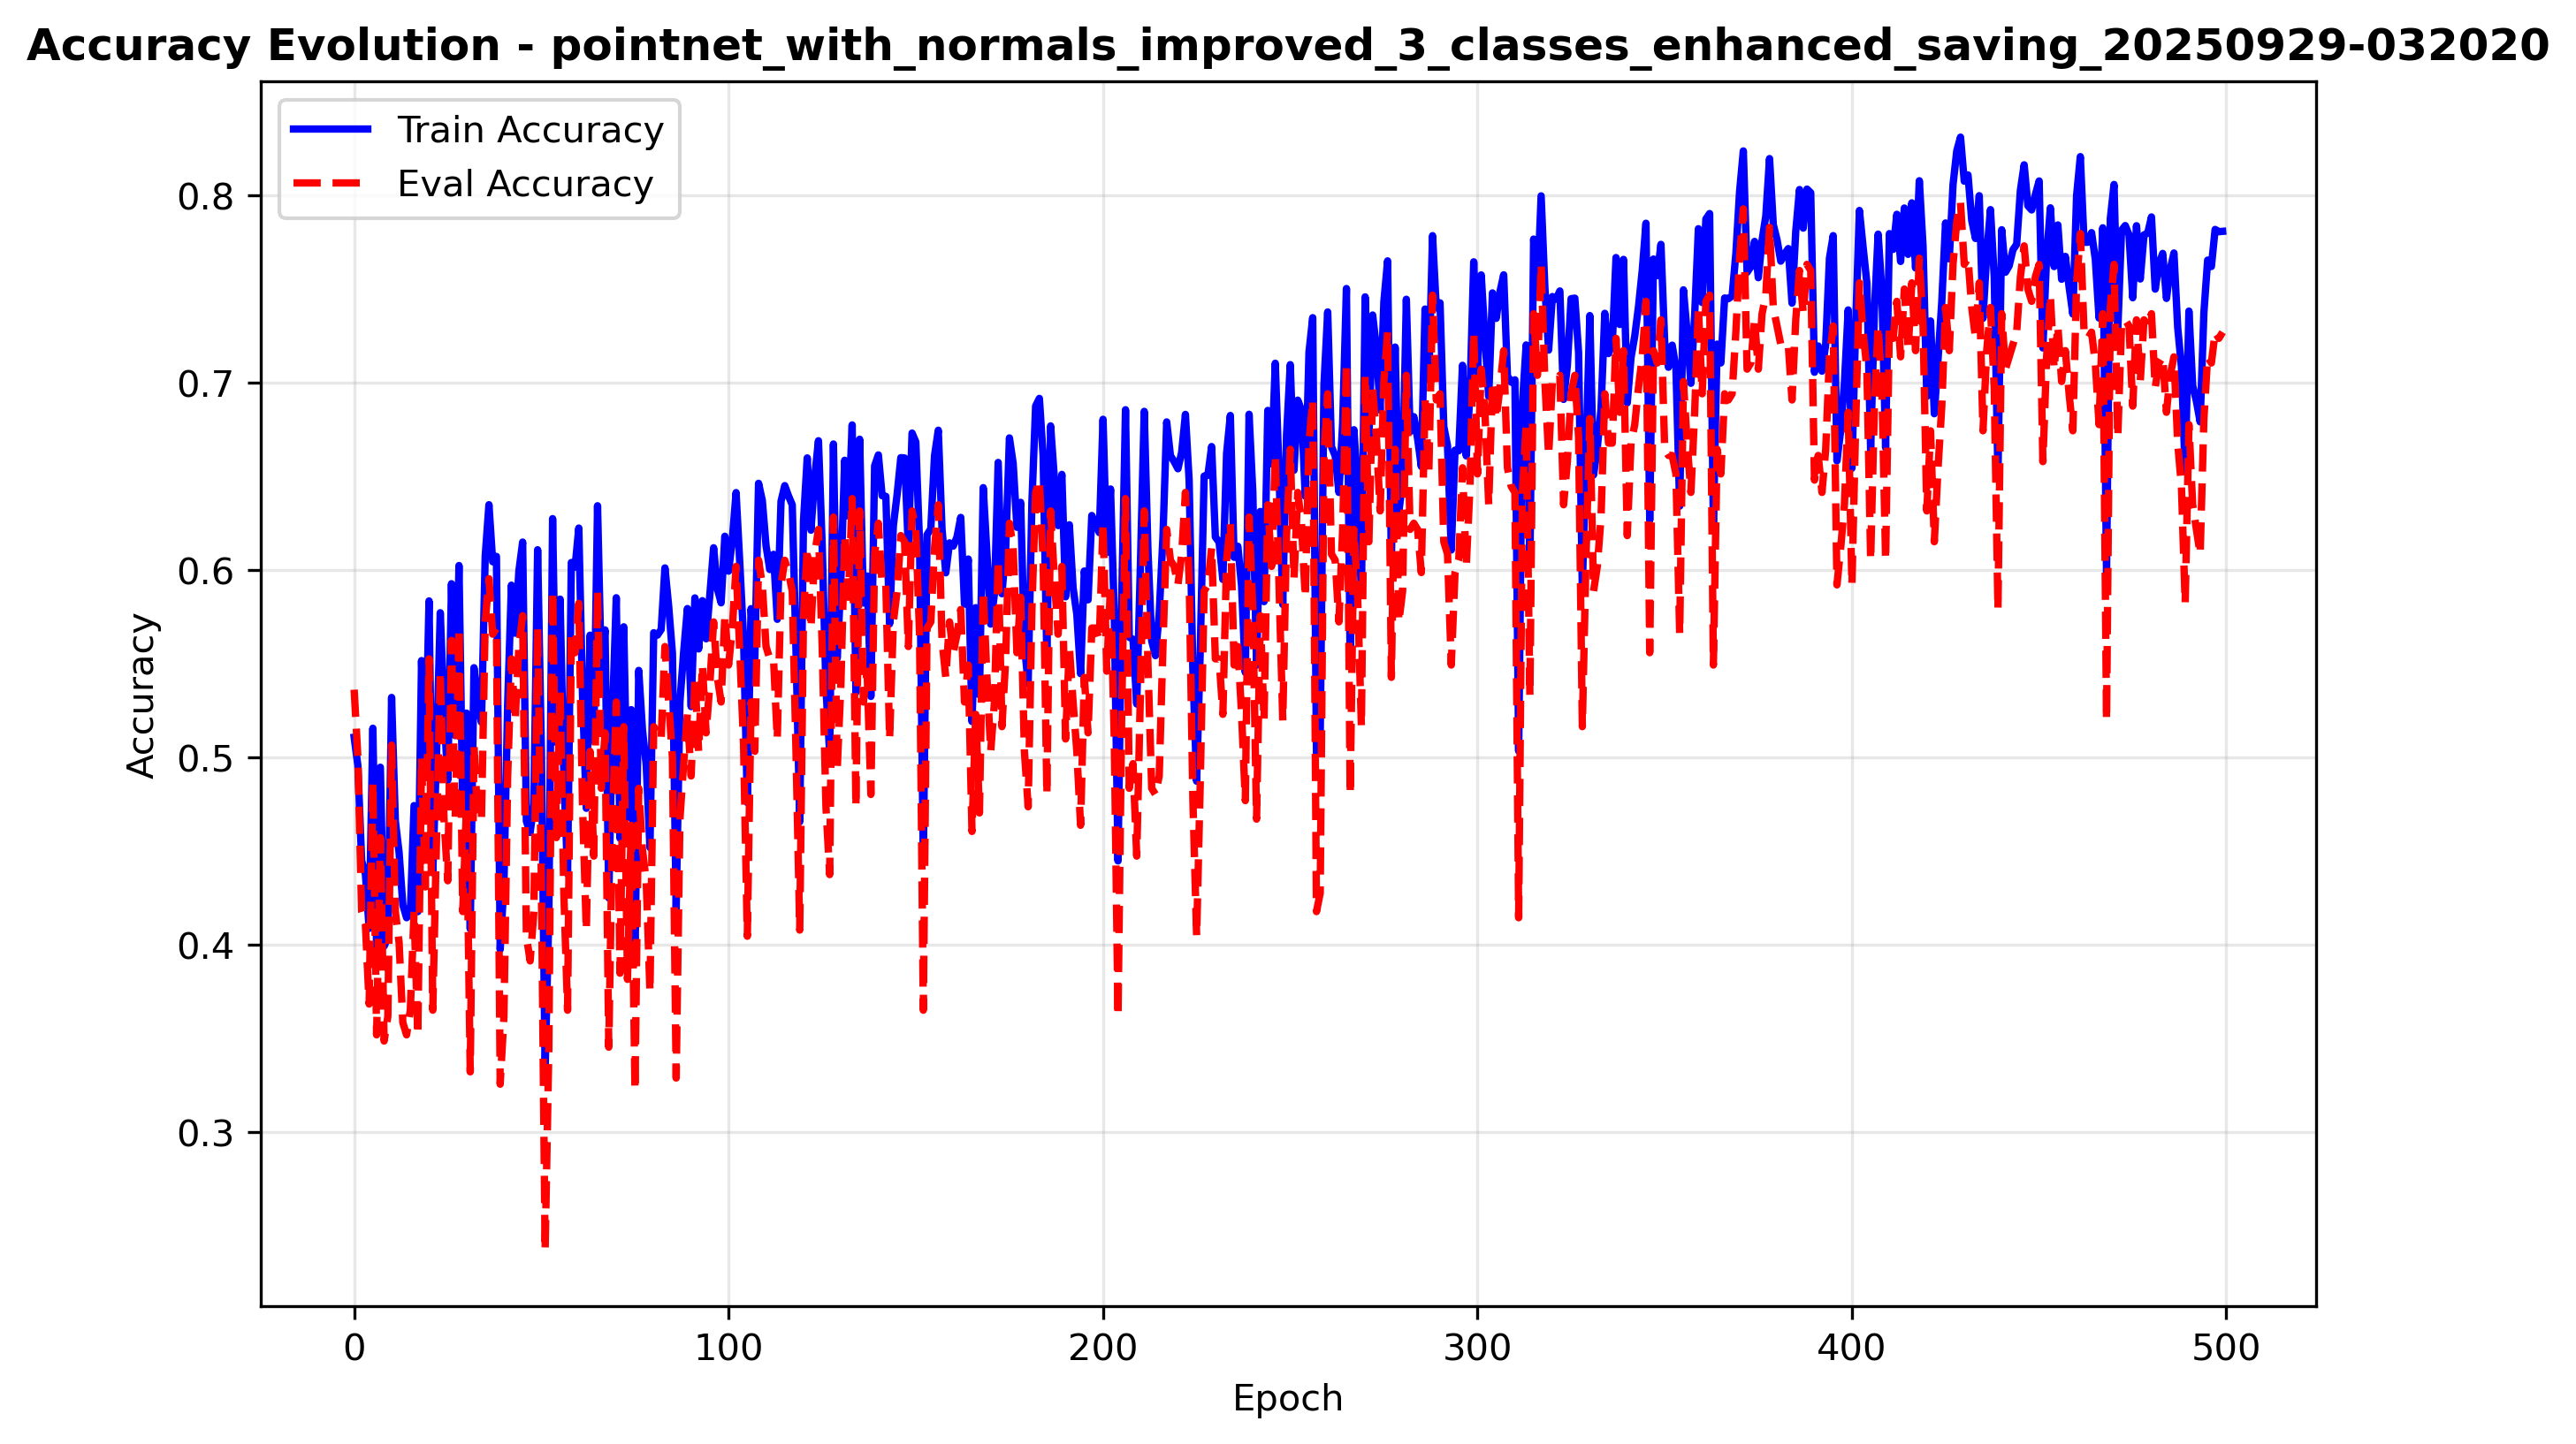 Accuracy Evolution - pointnet_with_normals_improved_3_classes_enhanced_saving_20250929-032020
Train Accuracy
Eval Accuracy
0.8
0.7
0.6
0.5
0.4
0.3
Accuracy
0 100 200 300 400 500
Epoch